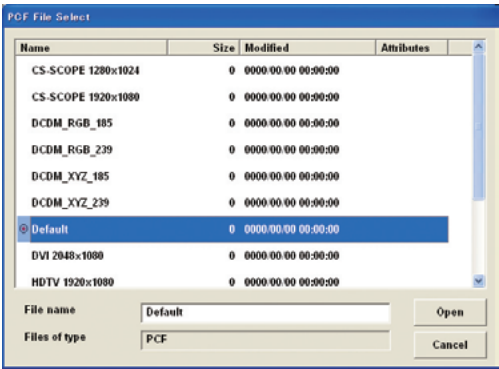 PCF File Select
Name Size Modified Attributes
CS-SCOPE 1280x1024 0 0000/00/00 00:00:00
CS-SCOPE 1920x1080 0 0000/00/00 00:00:00
DCDM_RGB_185 0 0000/00/00 00:00:00
DCDM_RGB_239 0 0000/00/00 00:00:00
DCDM_XYZ_185 0 0000/00/00 00:00:00
DCDM_XYZ_239 0 0000/00/00 00:00:00
Default 0 0000/00/00 00:00:00
DVI 2048x1080 0 0000/00/00 00:00:00
HDTV 1920x1080 0 0000/00/00 00:00:00
File name Default Open
Files of type PCF Cancel